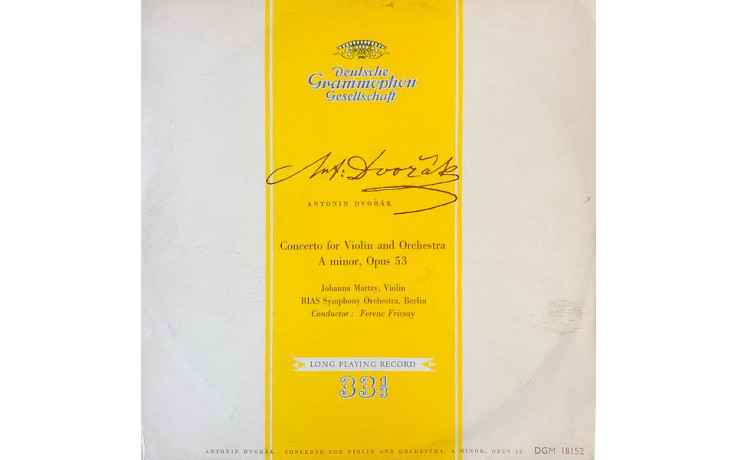 Deutsche
Grammophon
Gesellschaft
Ant: Dvořák
ANTONIN DVOŘÁK
Concerto for Violin and Orchestra
A minor, Opus 53
Johanna Martzy, Violin
RIAS Symphony Orchestra, Berlin
Conductor: Ferenc Fricsay
LONG PLAYING RECORD
33 1/3
ANTONIN DVOŘÁK · CONCERTO FOR VIOLIN AND ORCHESTRA, A MINOR, OPUS 53 DGM 18152